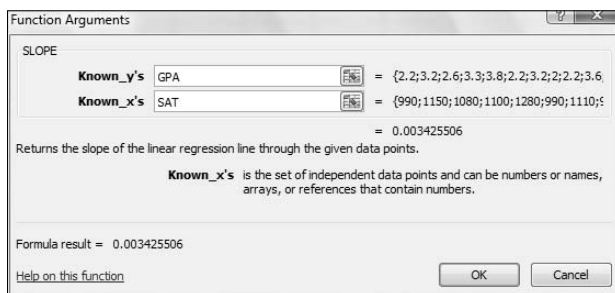 Function Arguments
SLOPE
Known_y's GPA = {2.2;3.2;2.6;3.3;3.8;2.2;3.2;2;2.2;3.6
Known_x's SAT = {990;1150;1080;1100;1280;990;1110;9
= 0.003425506
Returns the slope of the linear regression line through the given data points.
Known_x's is the set of independent data points and can be numbers or names,
arrays, or references that contain numbers.
Formula result = 0.003425506
Help on this function
OK Cancel